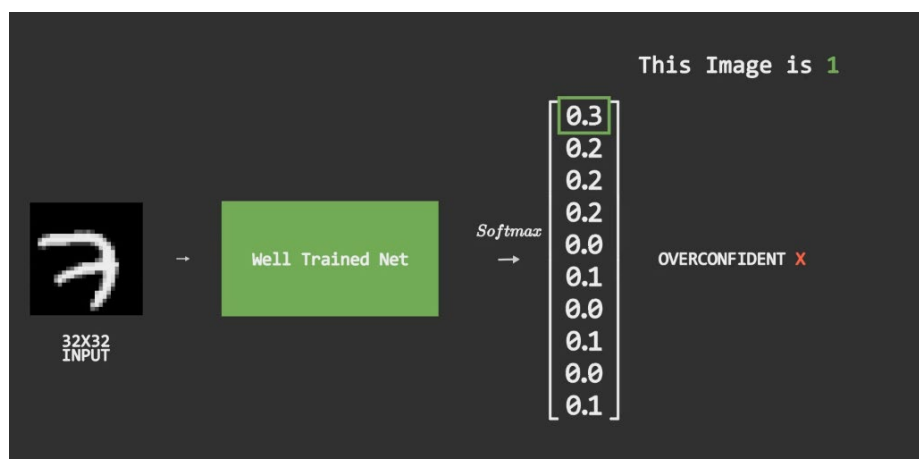 This Image is 1
0.3
0.2
0.2
0.2
0.0
0.1
0.0
0.1
0.0
0.1
Softmax
→
Well Trained Net
→
32X32
INPUT
OVERCONFIDENT X